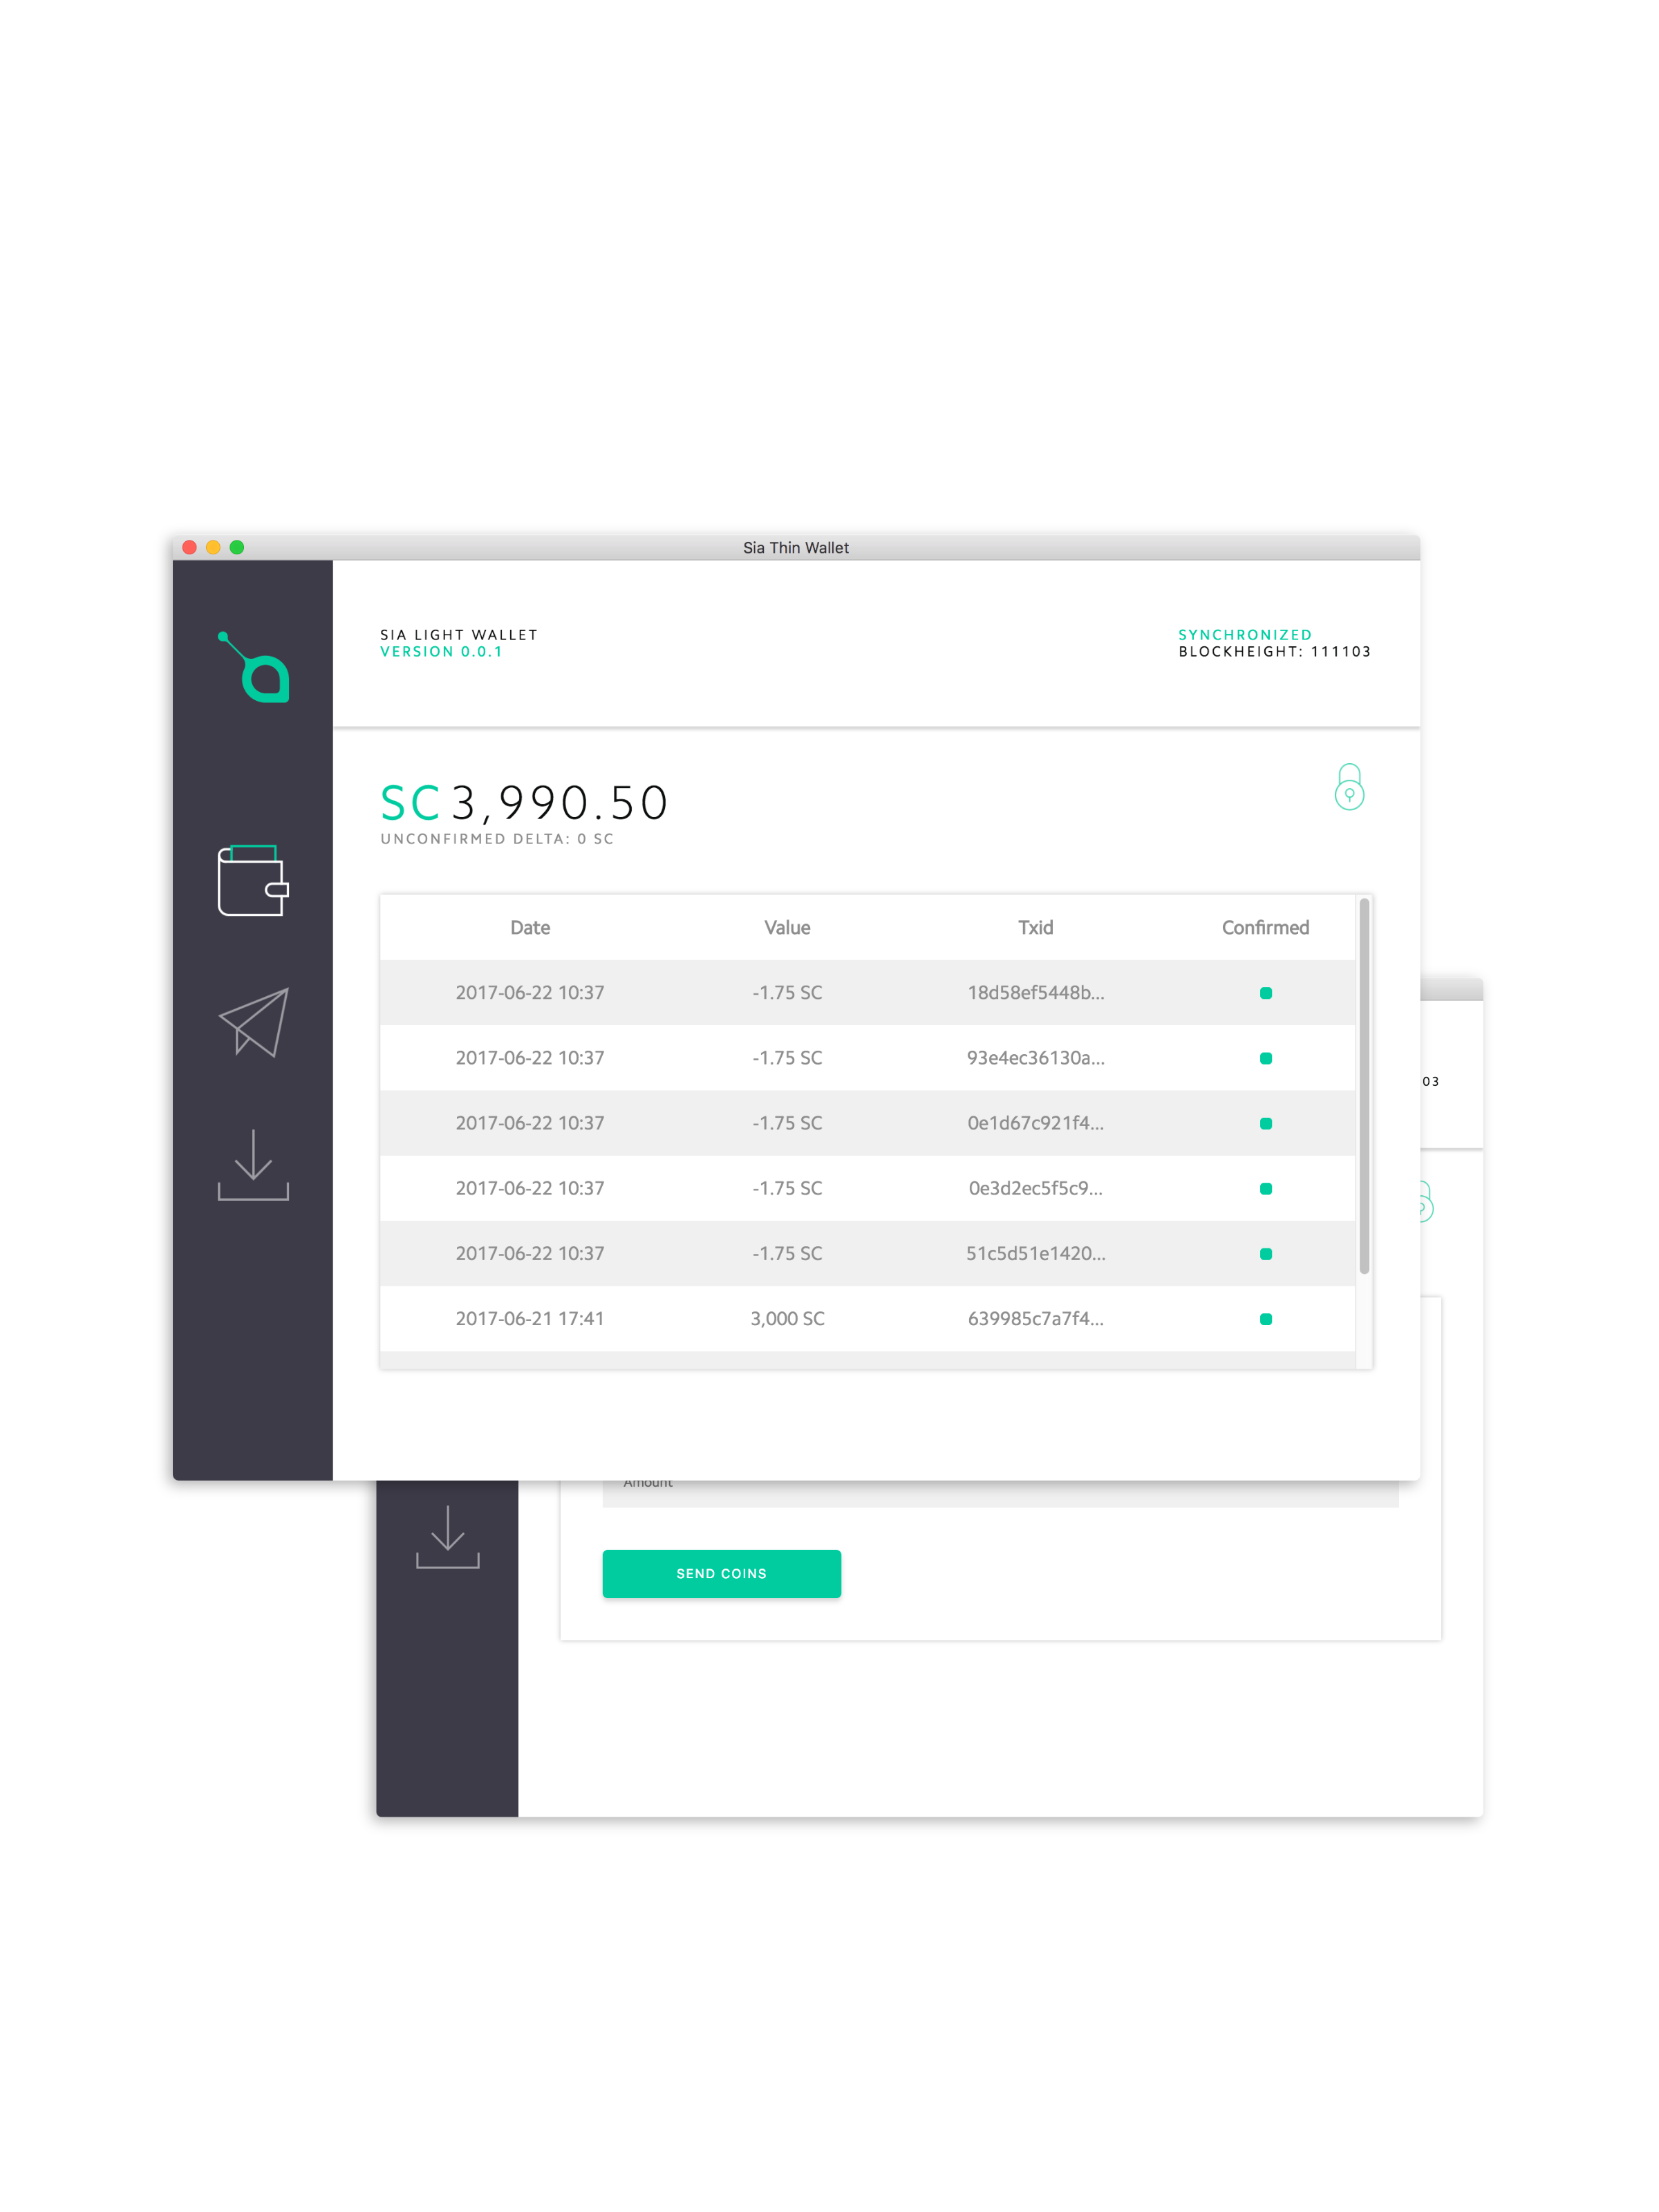 Sia Thin Wallet
SIA LIGHT WALLET
VERSION 0.0.1
SYNCHRONIZED
BLOCKHEIGHT: 111103
SC 3,990.50
UNCONFIRMED DELTA: 0 SC
Date Value Txid Confirmed
2017-06-22 10:37 -1.75 SC 18d58ef5448b...
2017-06-22 10:37 -1.75 SC 93e4ec36130a...
2017-06-22 10:37 -1.75 SC 0e1d67c921f4...
2017-06-22 10:37 -1.75 SC 0e3d2ec5f5c9...
2017-06-22 10:37 -1.75 SC 51c5d51e1420...
2017-06-21 17:41 3,000 SC 639985c7a7f4...
03
Amount
SEND COINS